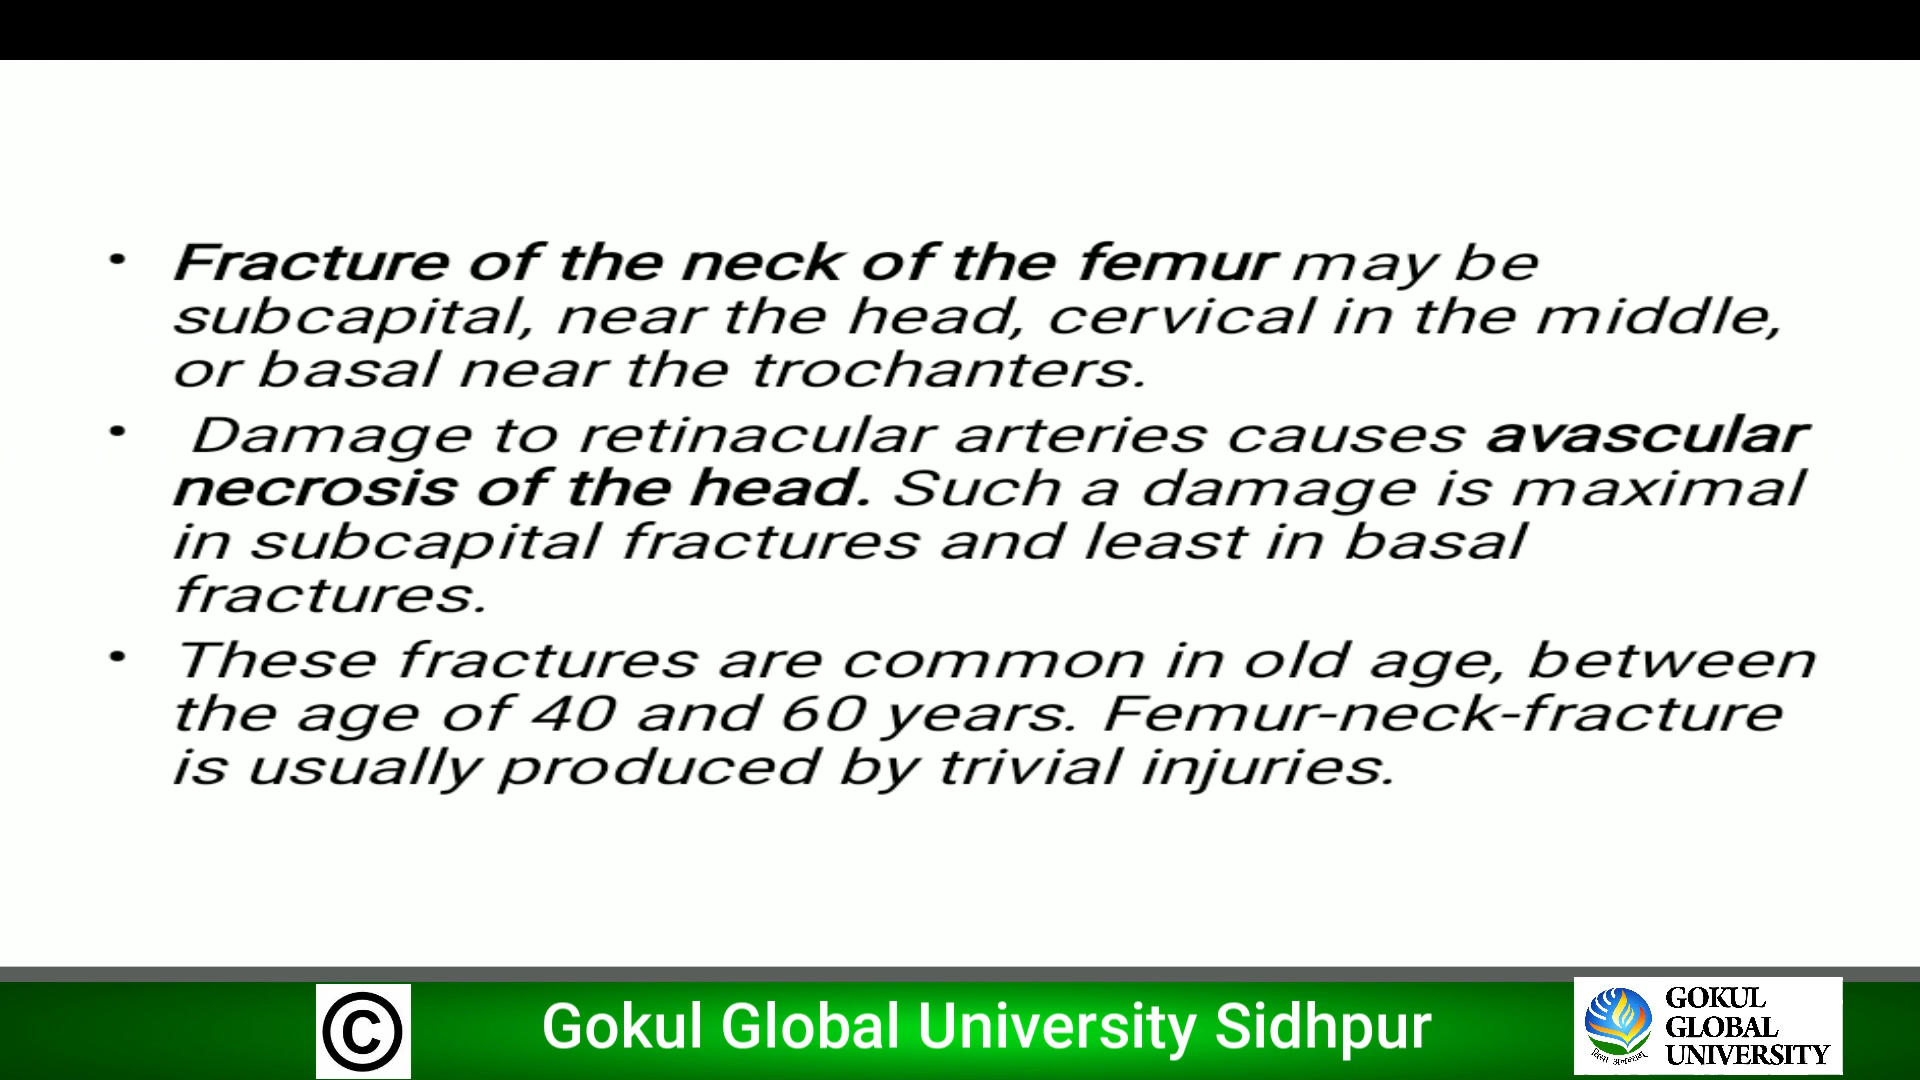 • Fracture of the neck of the femur may be
subcapital, near the head, cervical in the middle,
or basal near the trochanters.
• Damage to retinacular arteries causes avascular
necrosis of the head. Such a damage is maximal
in subcapital fractures and least in basal
fractures.
• These fractures are common in old age, between
the age of 40 and 60 years. Femur-neck-fracture
is usually produced by trivial injuries.
©
Gokul Global University Sidhpur
GOKUL
GLOBAL
UNIVERSITY